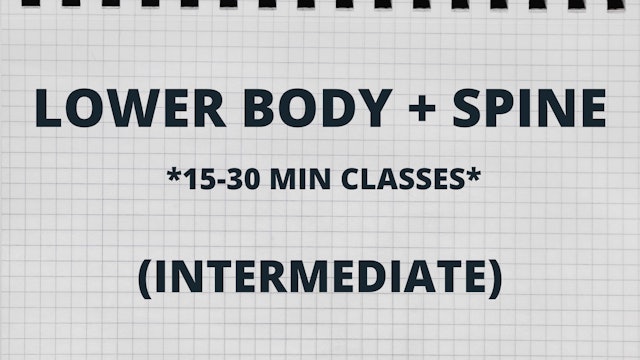 LOWER BODY + SPINE
*15-30 MIN CLASSES*
(INTERMEDIATE)